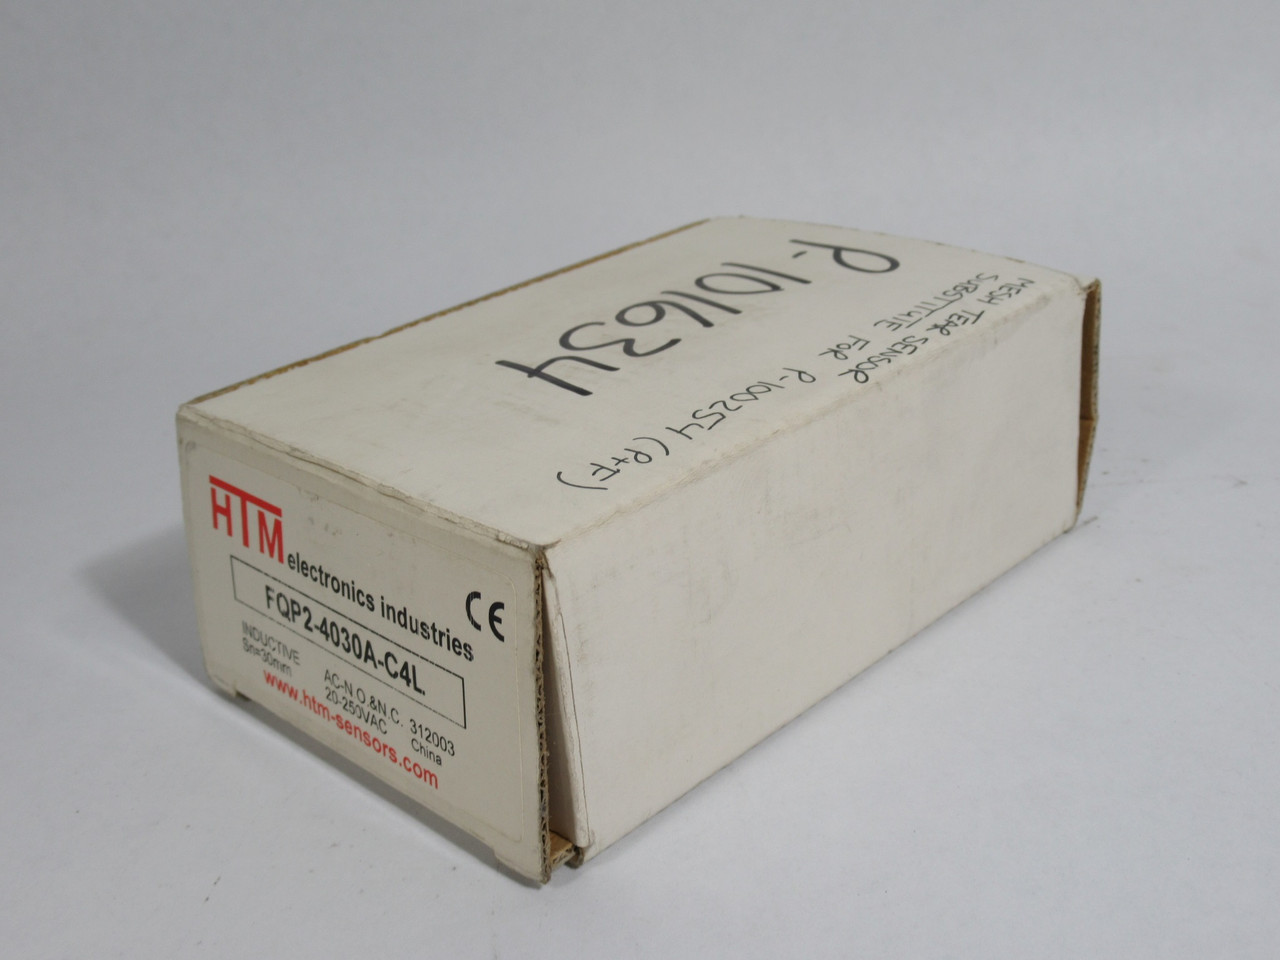 R-101634
MESH TEAR SENSOR
SUBSTITUTE FOR
R-100254 (P+F)
HTM electronics industries
CE
FQP2-4030A-C4L.
INDUCTIVE AC-N.O.&N.C. 312003
Sn=30mm 20-250VAC China
www.htm-sensors.com